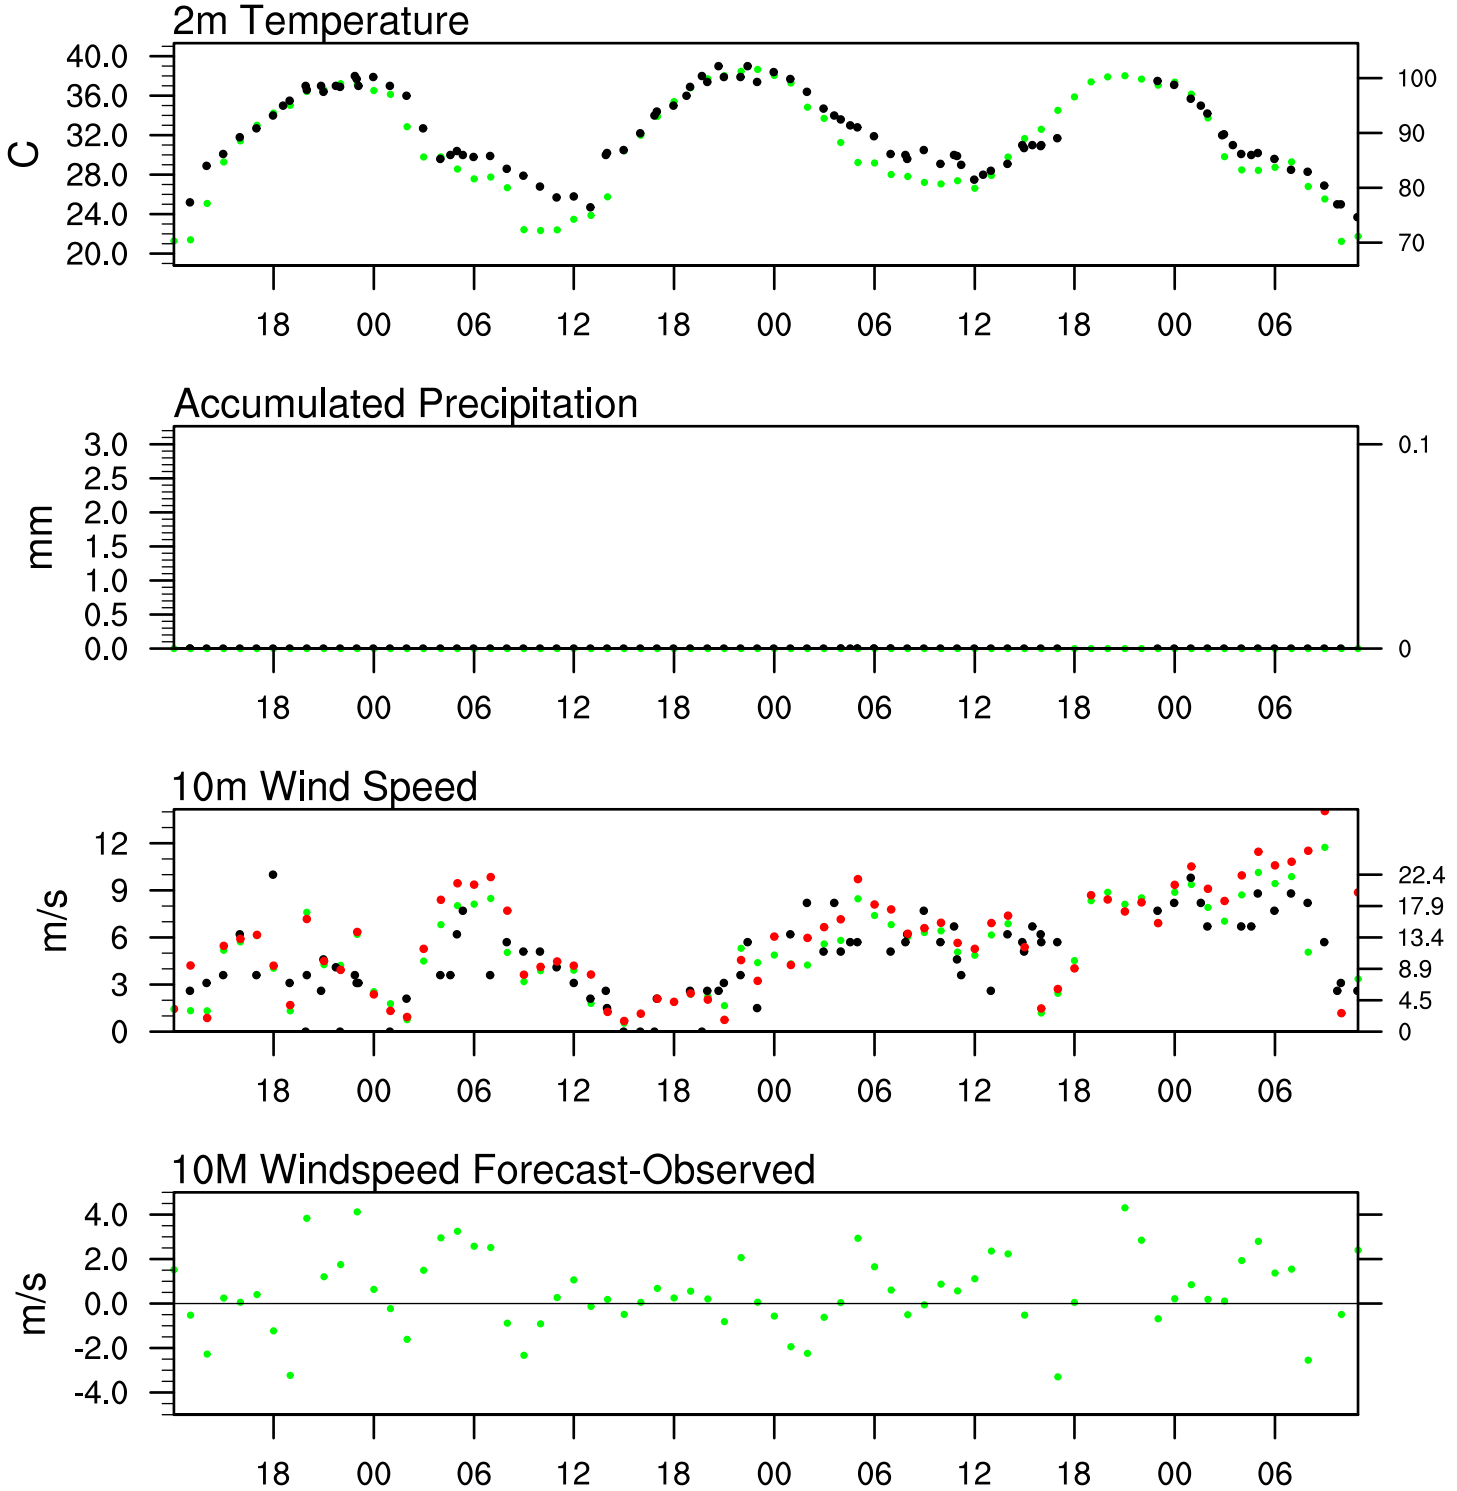 2m Temperature
40.0
36.0
32.0
28.0
24.0
20.0
C
100
90
80
70
18 00 06 12 18 00 06 12 18 00 06
Accumulated Precipitation
3.0
2.5
2.0
1.5
1.0
0.5
0.0
mm
0.1
0
18 00 06 12 18 00 06 12 18 00 06
10m Wind Speed
12
9
6
3
0
m/s
22.4
17.9
13.4
8.9
4.5
0
18 00 06 12 18 00 06 12 18 00 06
10M Windspeed Forecast-Observed
4.0
2.0
0.0
-2.0
-4.0
m/s
18 00 06 12 18 00 06 12 18 00 06